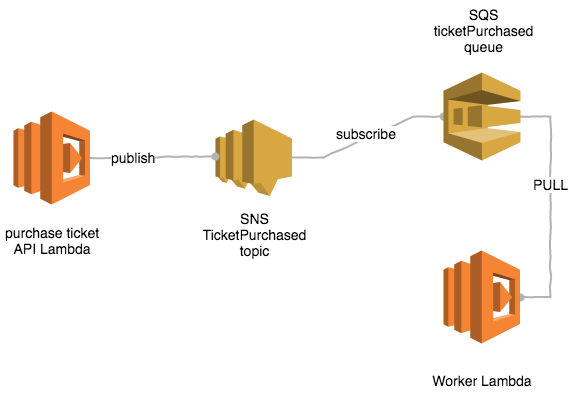 SQS
ticketPurchased
queue
subscribe
publish
PULL
SNS
TicketPurchased
topic
purchase ticket
API Lambda
Worker Lambda